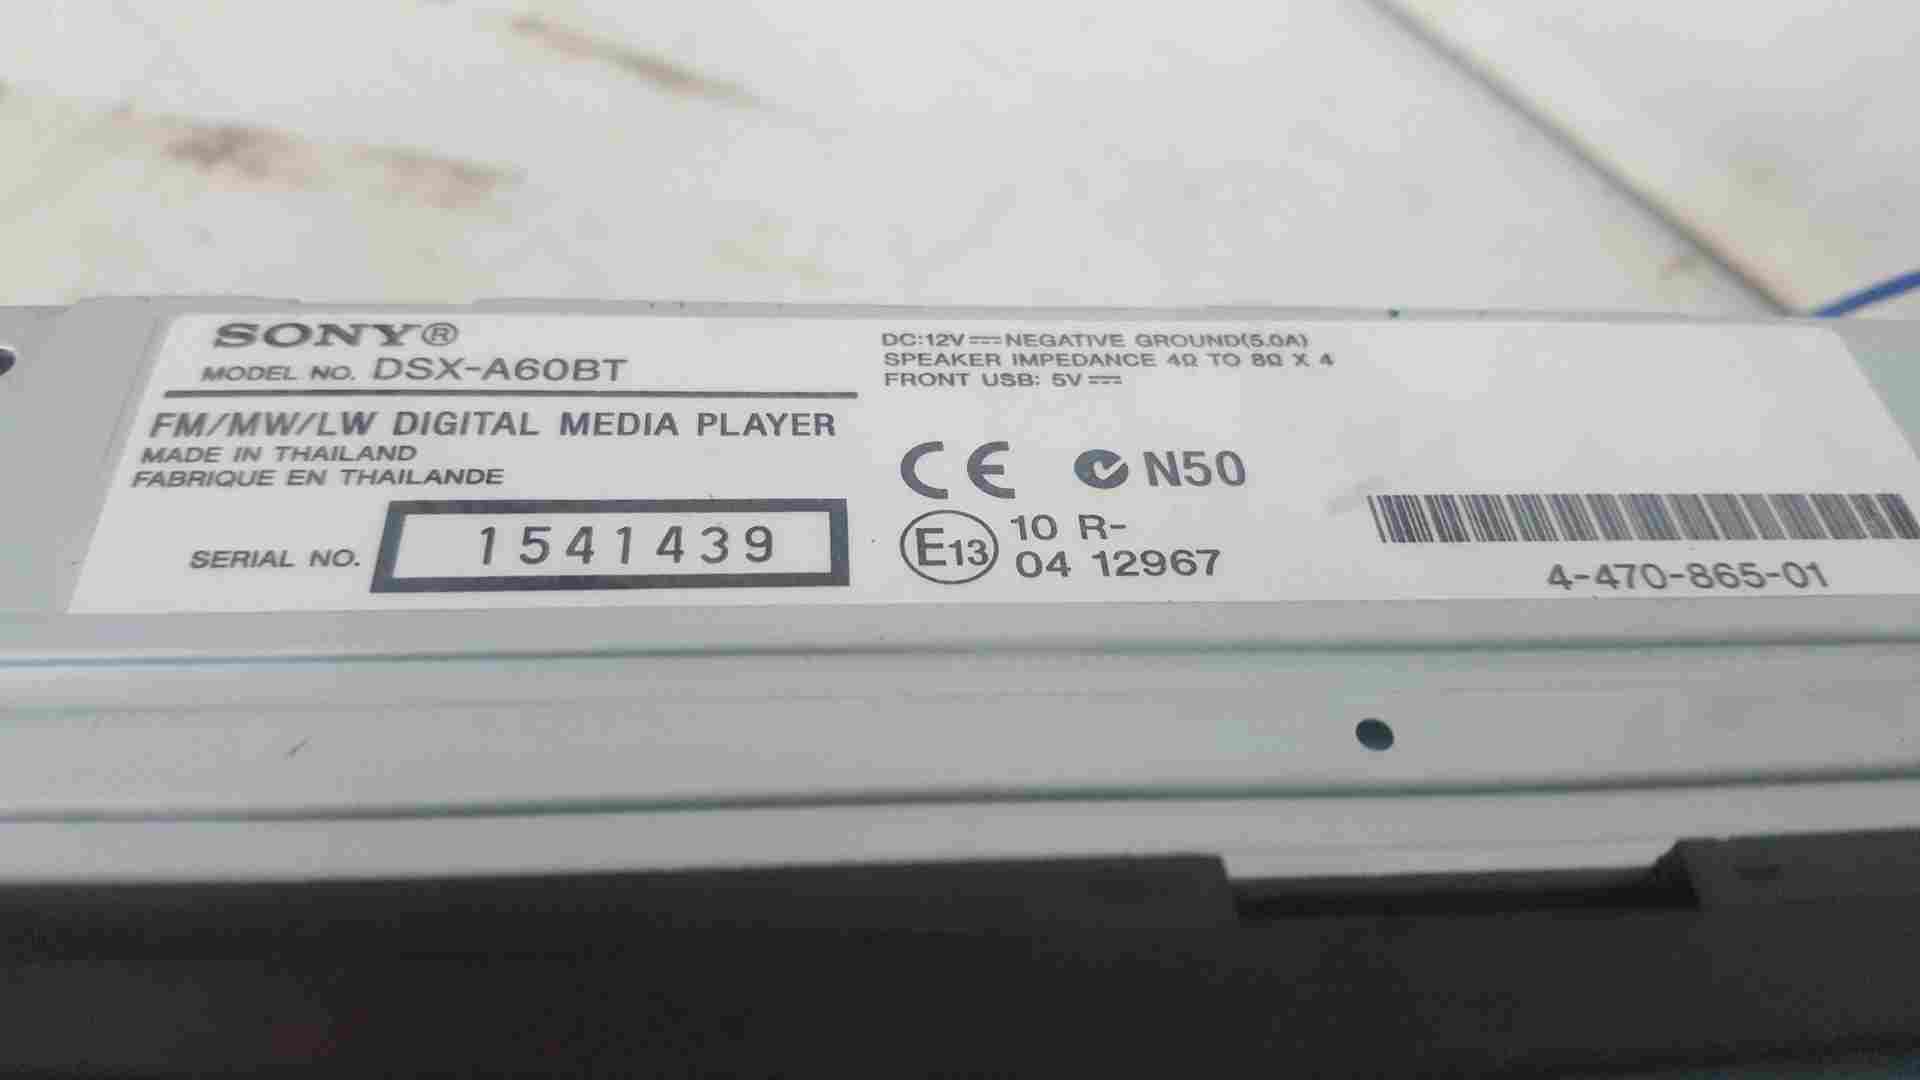 SONY®
MODEL NO. DSX-A60BT
FM/MW/LW DIGITAL MEDIA PLAYER
MADE IN THAILAND
FABRIQUE EN THAILANDE
SERIAL NO. 1541439
DC:12V⎓NEGATIVE GROUND(5.0A)
SPEAKER IMPEDANCE 4Ω TO 8Ω X 4
FRONT USB: 5V⎓
CE N50
E13 10 R-
04 12967
4-470-865-01